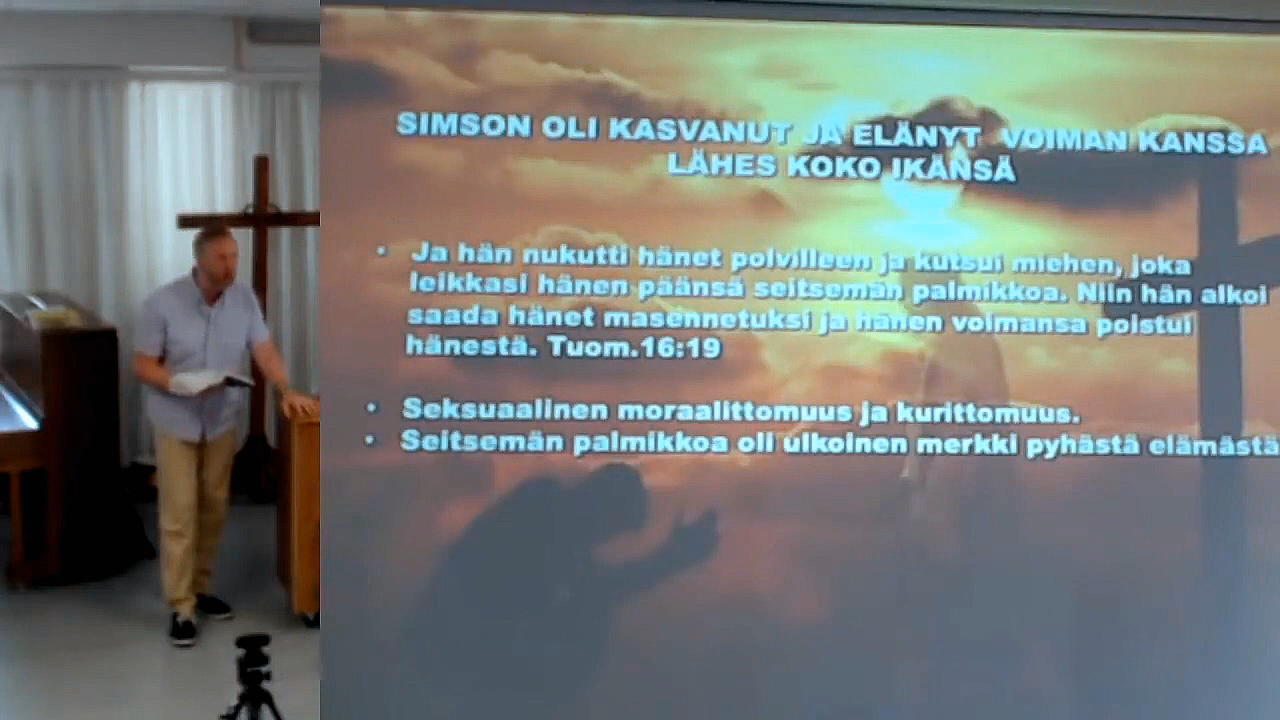 SIMSON OLI KASVANUT JA ELÄNYT VOIMAN KANSSA
LÄHES KOKO IKÄNSÄ
• Ja hän nukutti hänet polvilleen ja kutsui miehen, joka
leikkasi hänen päänsä seitsemän palmikkoa. Niin hän alkoi
saada hänet masennetuksi ja hänen voimansa poistui
hänestä. Tuom.16:19
• Seksuaalinen moraalittomuus ja kurittomuus.
• Seitsemän palmikkoa oli ulkoinen merkki pyhästä elämästä